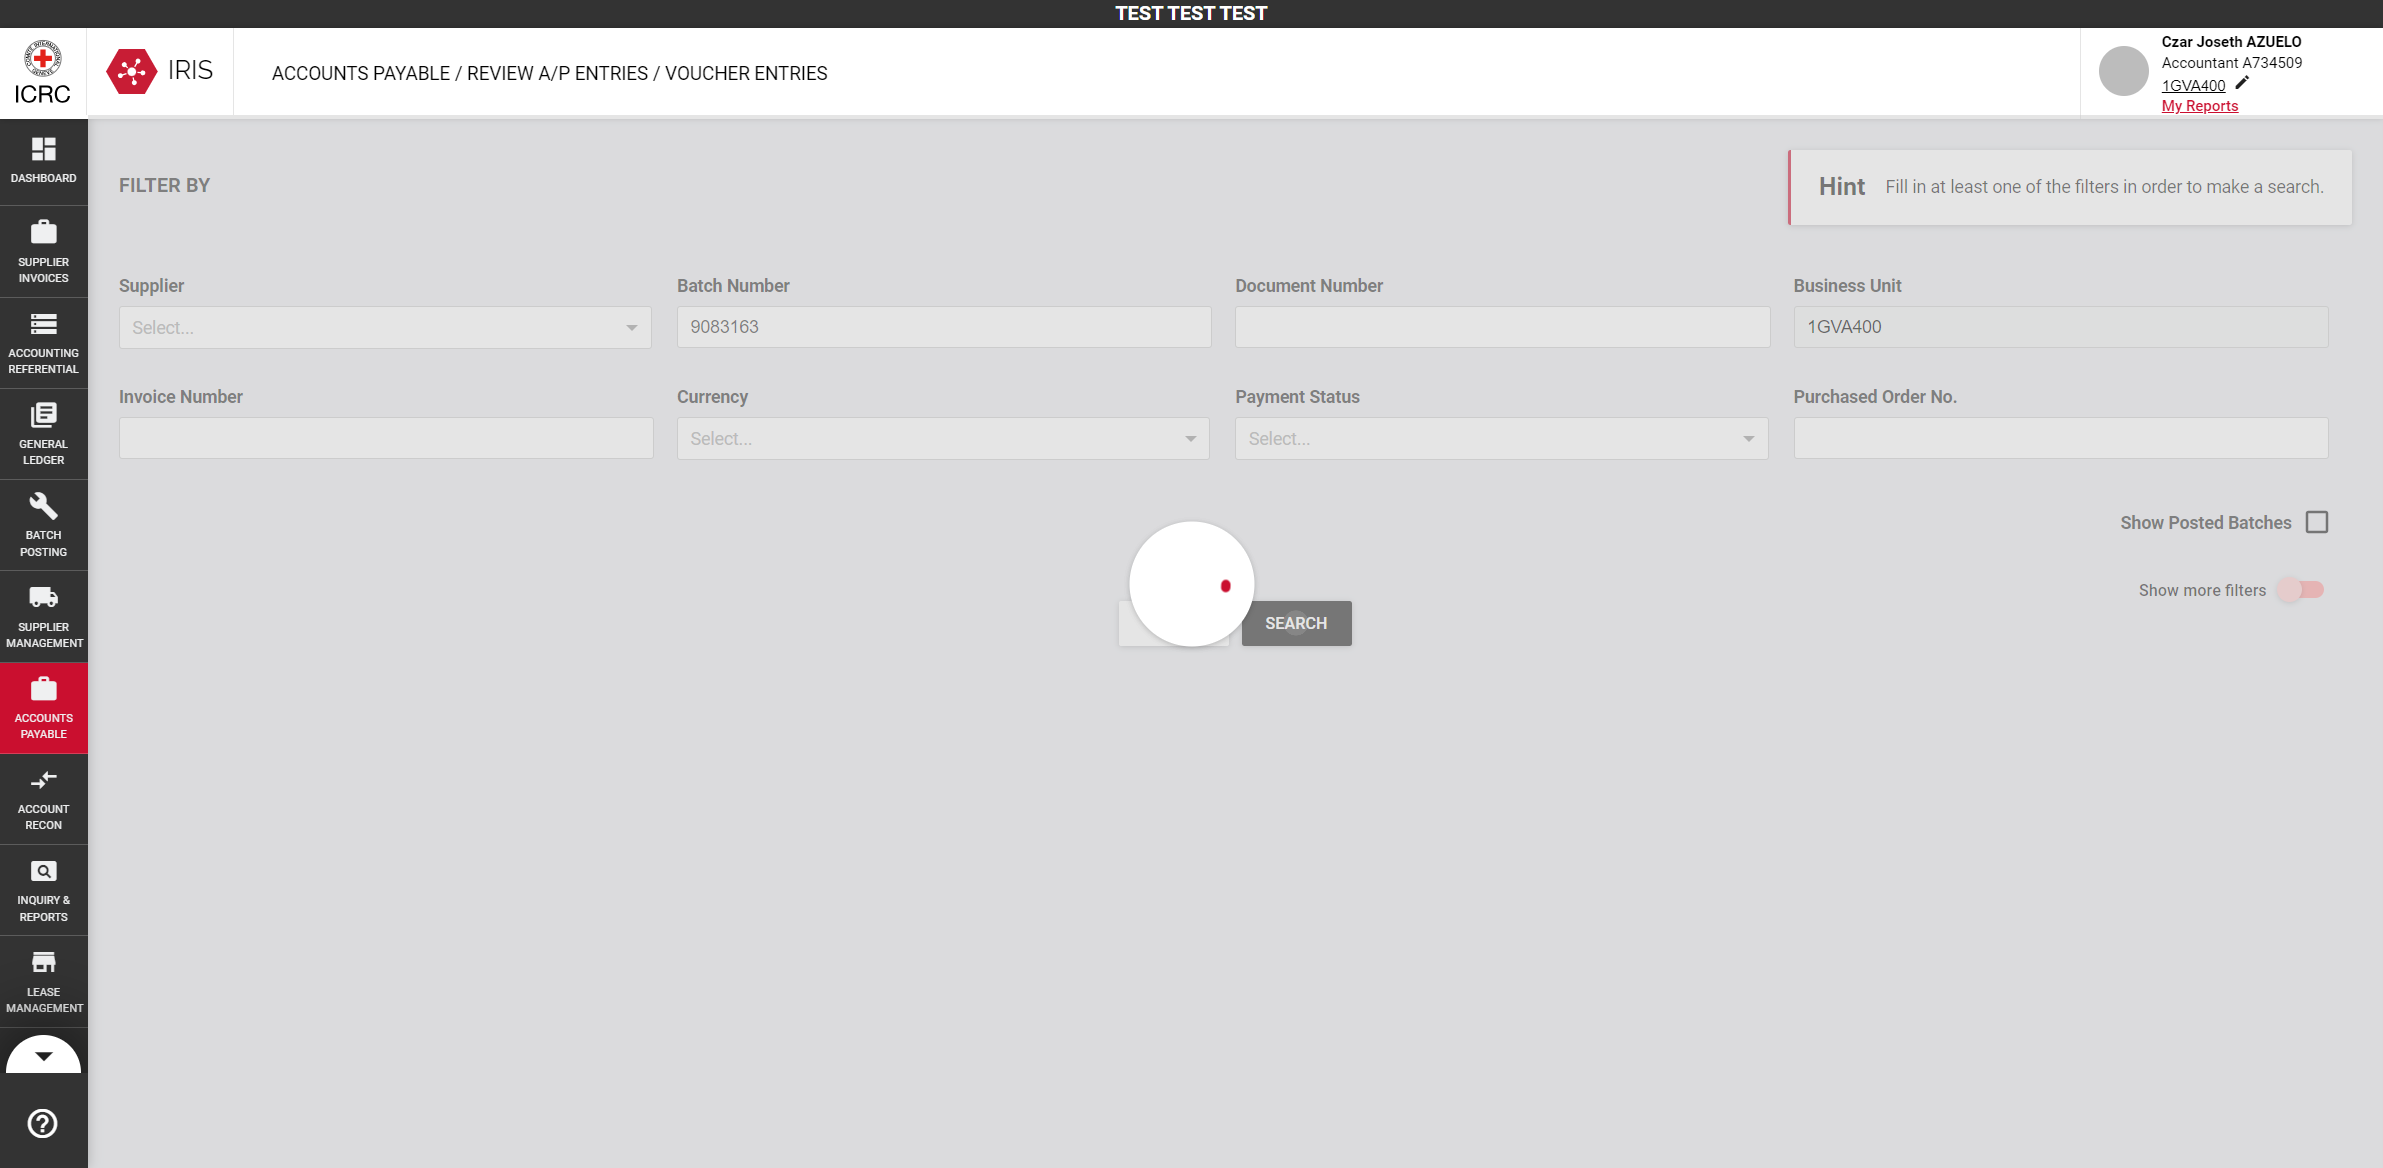 TEST TEST TEST
ICRC
IRIS
ACCOUNTS PAYABLE / REVIEW A/P ENTRIES / VOUCHER ENTRIES
Czar Joseth AZUELO
Accountant A734509
1GVA400
My Reports
DASHBOARD
SUPPLIER
INVOICES
ACCOUNTING
REFERENTIAL
GENERAL
LEDGER
BATCH
POSTING
SUPPLIER
MANAGEMENT
ACCOUNTS
PAYABLE
ACCOUNT
RECON
INQUIRY &
REPORTS
LEASE
MANAGEMENT
FILTER BY
Hint Fill in at least one of the filters in order to make a search.
Supplier Batch Number Document Number Business Unit
Select... 9083163 1GVA400
Invoice Number Currency Payment Status Purchased Order No.
Select... Select...
Show Posted Batches
Show more filters
SEARCH